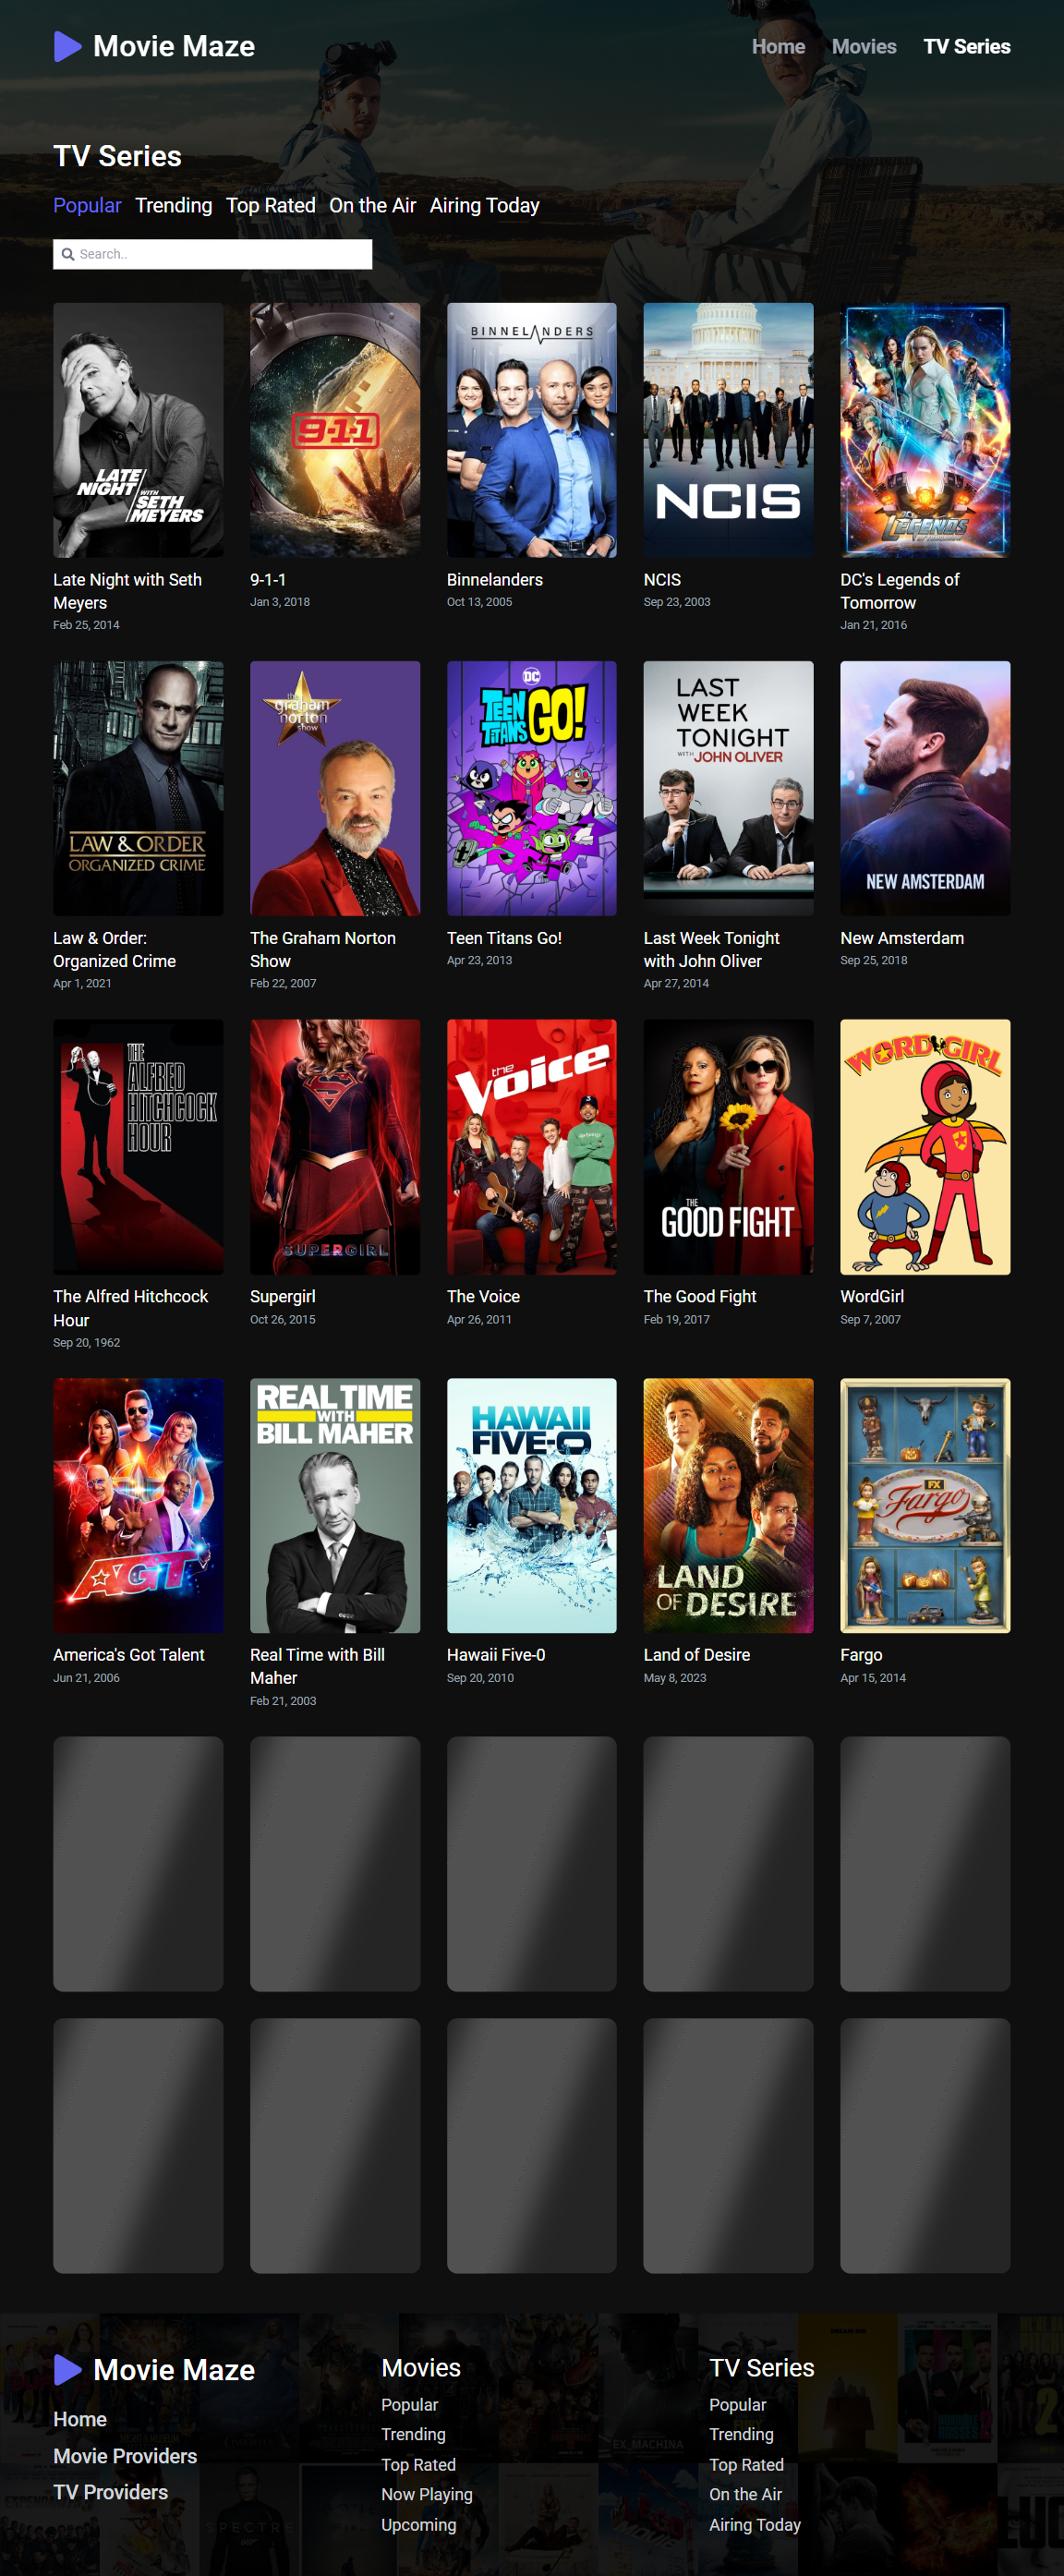 Movie Maze
Home Movies TV Series
TV Series
Popular Trending Top Rated On the Air Airing Today
Search..
LATE
NIGHT
WITH
SETH
MEYERS
9-1-1
BINNELANDERS
NCIS
DC
LEGENDS
Late Night with Seth
Meyers
Feb 25, 2014
9-1-1
Jan 3, 2018
Binnelanders
Oct 13, 2005
NCIS
Sep 23, 2003
DC's Legends of
Tomorrow
Jan 21, 2016
LAW & ORDER
ORGANIZED CRIME
the
graham
norton
show
DC
TEEN
TITANS
GO!
LAST
WEEK
TONIGHT
WITH JOHN OLIVER
NEW AMSTERDAM
Law & Order:
Organized Crime
Apr 1, 2021
The Graham Norton
Show
Feb 22, 2007
Teen Titans Go!
Apr 23, 2013
Last Week Tonight
with John Oliver
Apr 27, 2014
New Amsterdam
Sep 25, 2018
THE
ALFRED
HITCHCOCK
HOUR
SUPERGIRL
the
Voice
THE
GOOD FIGHT
WORDGIRL
The Alfred Hitchcock
Hour
Sep 20, 1962
Supergirl
Oct 26, 2015
The Voice
Apr 26, 2011
The Good Fight
Feb 19, 2017
WordGirl
Sep 7, 2007
AGT
REAL TIME
WITH
BILL MAHER
HAWAII
FIVE-0
LAND
OF DESIRE
FX
Fargo
America's Got Talent
Jun 21, 2006
Real Time with Bill
Maher
Feb 21, 2003
Hawaii Five-0
Sep 20, 2010
Land of Desire
May 8, 2023
Fargo
Apr 15, 2014
Movie Maze
Home
Movie Providers
TV Providers
Movies
Popular
Trending
Top Rated
Now Playing
Upcoming
TV Series
Popular
Trending
Top Rated
On the Air
Airing Today
EX_MACHINA
SPECTRE